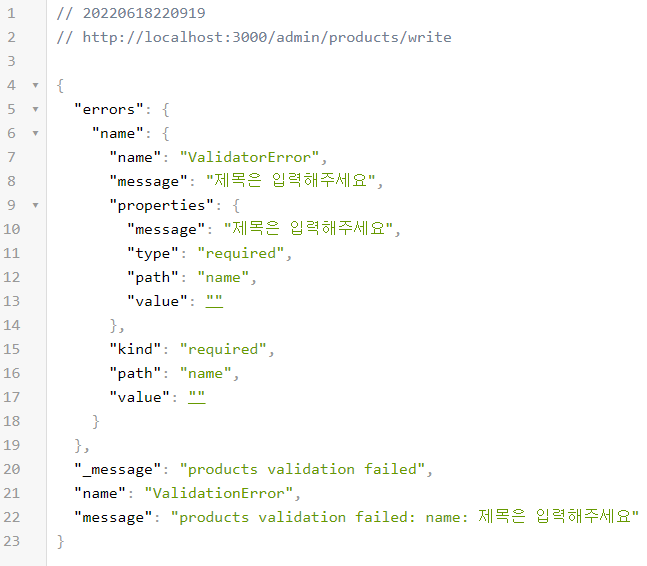 1 // 20220618220919
2 // http://localhost:3000/admin/products/write
3
4 {
5 "errors": {
6 "name": {
7 "name": "ValidatorError",
8 "message": "제목은 입력해주세요",
9 "properties": {
10 "message": "제목은 입력해주세요",
11 "type": "required",
12 "path": "name",
13 "value": ""
14 },
15 "kind": "required",
16 "path": "name",
17 "value": ""
18 }
19 },
20 "_message": "products validation failed",
21 "name": "ValidationError",
22 "message": "products validation failed: name: 제목은 입력해주세요"
23 }